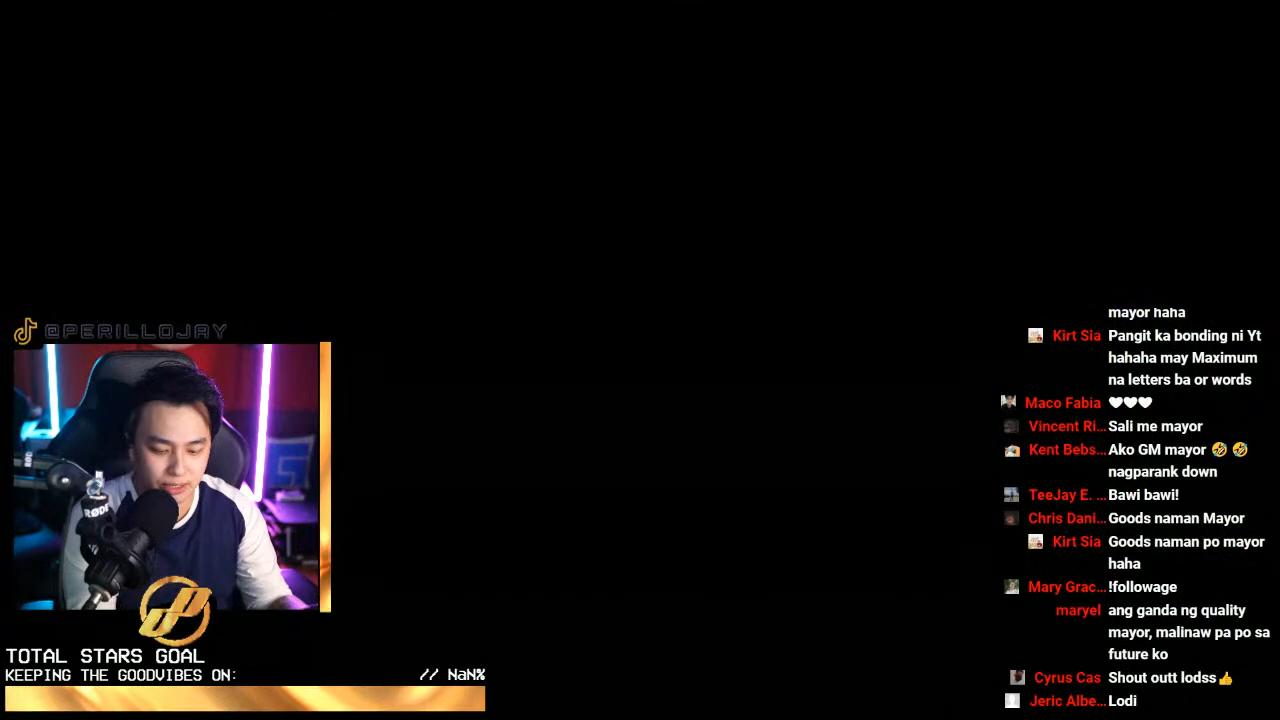 @PERILLOJAY
RØDE
TOTAL STARS GOAL
KEEPING THE GOODVIBES ON: // NaN%
mayor haha
Kirt Sia Pangit ka bonding ni Yt
hahaha may Maximum
na letters ba or words
Maco Fabia 🤍🤍🤍
Vincent Ri... Sali me mayor
Kent Bebs... Ako GM mayor 🤣 🤣
nagparank down
TeeJay E. ... Bawi bawi!
Chris Dani... Goods naman Mayor
Kirt Sia Goods naman po mayor
haha
Mary Grac... !followage
maryel ang ganda ng quality
mayor, malinaw pa po sa
future ko
Cyrus Cas Shout outt lodss👍
Jeric Albe... Lodi